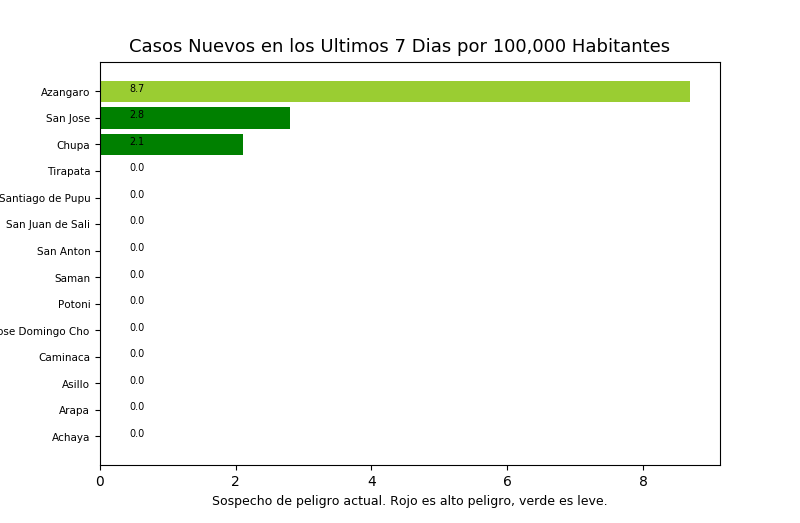 Casos Nuevos en los Ultimos 7 Dias por 100,000 Habitantes
Azangaro 8.7
San Jose 2.8
Chupa 2.1
Tirapata 0.0
Santiago de Pupu 0.0
San Juan de Sali 0.0
San Anton 0.0
Saman 0.0
Potoni 0.0
ose Domingo Cho 0.0
Caminaca 0.0
Asillo 0.0
Arapa 0.0
Achaya 0.0
0 2 4 6 8
Sospecho de peligro actual. Rojo es alto peligro, verde es leve.